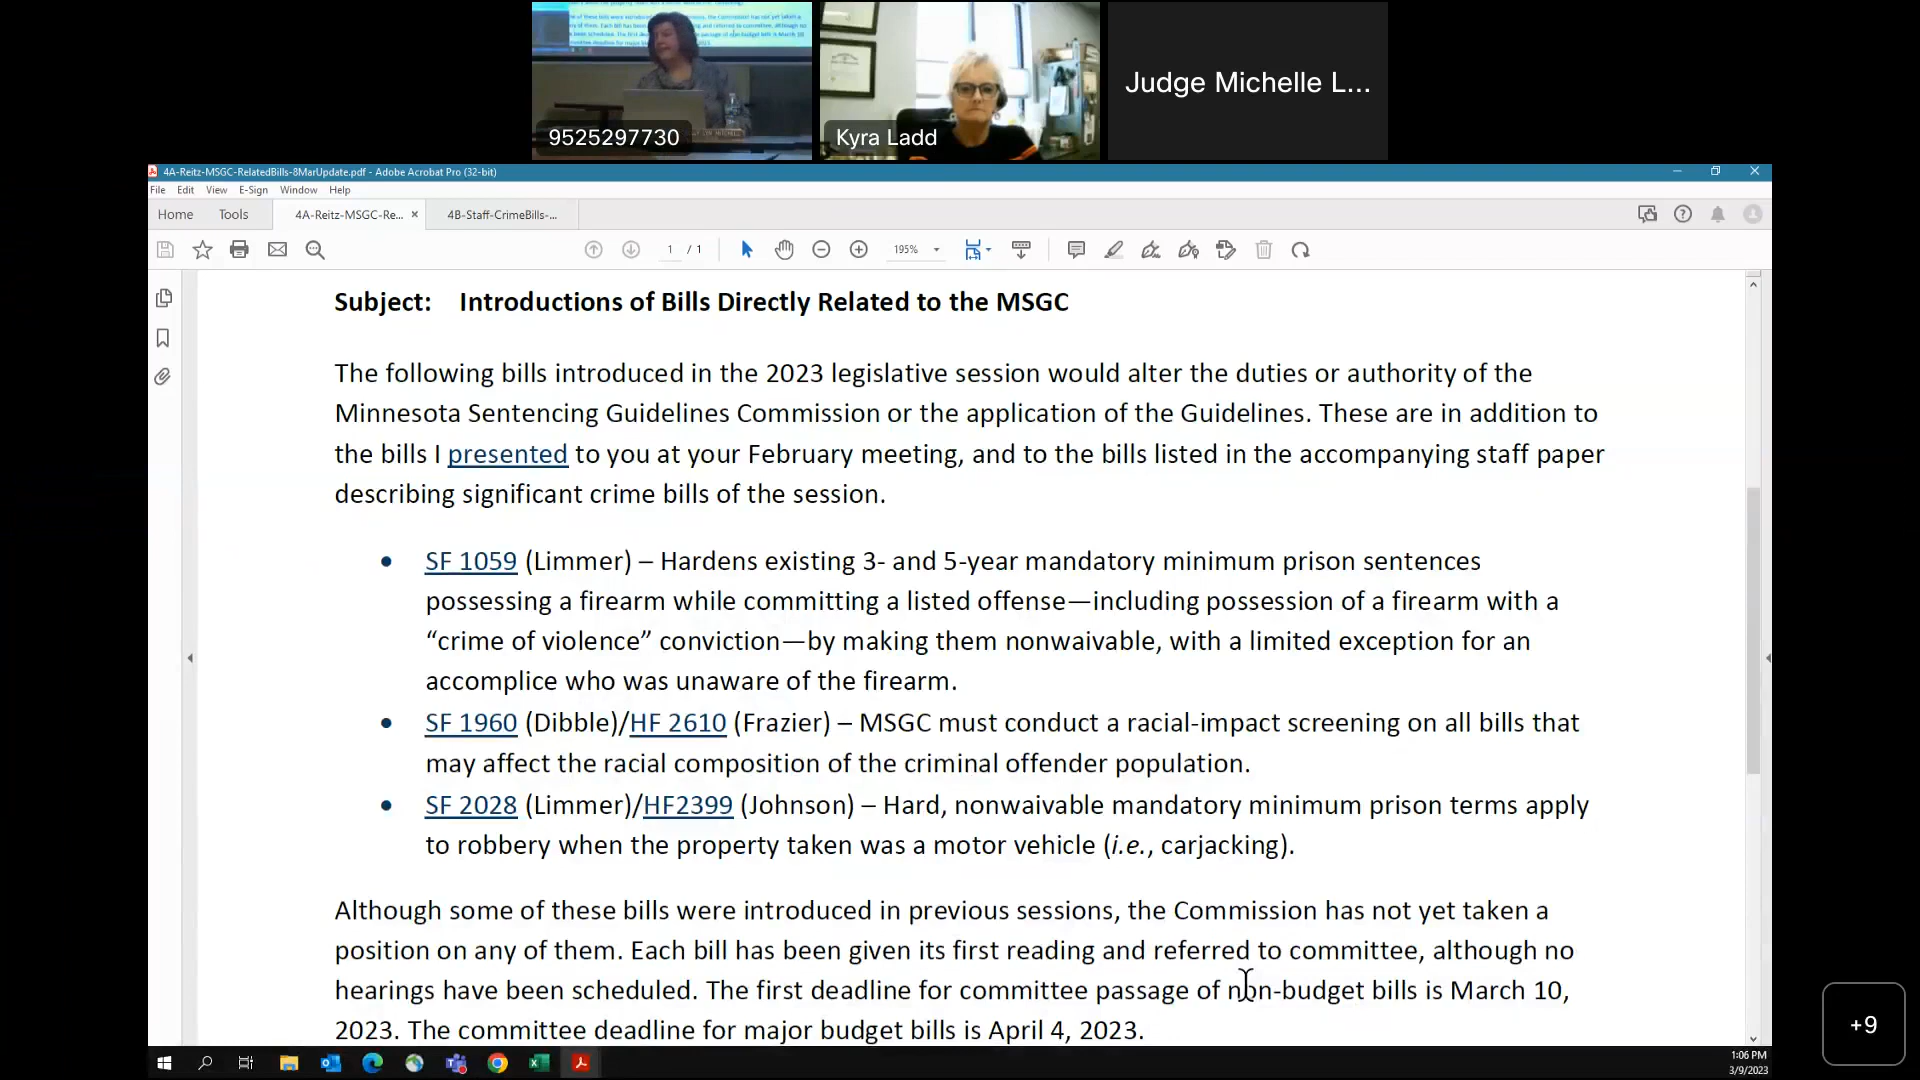 9525297730
Kyra Ladd
Judge Michelle L...
4A-Reitz-MSGC-RelatedBills-8MarUpdate.pdf - Adobe Acrobat Pro (32-bit)
File Edit View E-Sign Window Help
Home Tools 4A-Reitz-MSGC-Re... × 4B-Staff-CrimeBills-...
1 / 1 195%
Subject: Introductions of Bills Directly Related to the MSGC
The following bills introduced in the 2023 legislative session would alter the duties or authority of the
Minnesota Sentencing Guidelines Commission or the application of the Guidelines. These are in addition to
the bills I presented to you at your February meeting, and to the bills listed in the accompanying staff paper
describing significant crime bills of the session.
• SF 1059 (Limmer) – Hardens existing 3- and 5-year mandatory minimum prison sentences
possessing a firearm while committing a listed offense—including possession of a firearm with a
“crime of violence” conviction—by making them nonwaivable, with a limited exception for an
accomplice who was unaware of the firearm.
• SF 1960 (Dibble)/HF 2610 (Frazier) – MSGC must conduct a racial-impact screening on all bills that
may affect the racial composition of the criminal offender population.
• SF 2028 (Limmer)/HF2399 (Johnson) – Hard, nonwaivable mandatory minimum prison terms apply
to robbery when the property taken was a motor vehicle (i.e., carjacking).
Although some of these bills were introduced in previous sessions, the Commission has not yet taken a
position on any of them. Each bill has been given its first reading and referred to committee, although no
hearings have been scheduled. The first deadline for committee passage of non-budget bills is March 10,
2023. The committee deadline for major budget bills is April 4, 2023.
+9
1:06 PM
3/9/2023